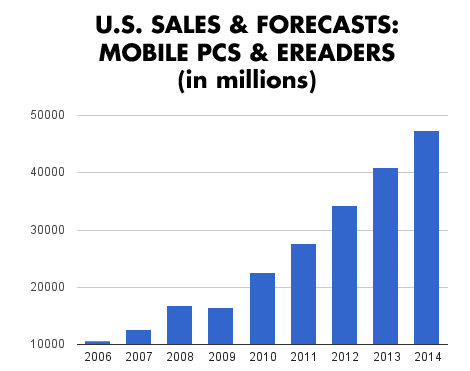 U.S. SALES & FORECASTS:
MOBILE PCS & EREADERS
(in millions)
50000
40000
30000
20000
10000
2006 2007 2008 2009 2010 2011 2012 2013 2014